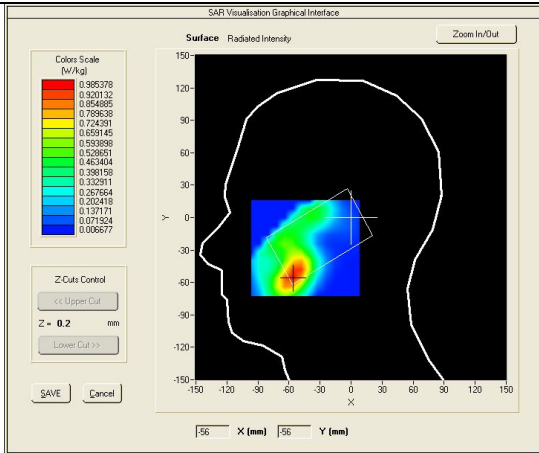 SAR Visualisation Graphical Interface
Surface Radiated Intensity
Zoom In/Out
Colors Scale
(W/kg)
0.985378
0.920132
0.854885
0.789638
0.724391
0.659145
0.593898
0.528651
0.463404
0.398158
0.332911
0.267664
0.202418
0.137171
0.071924
0.006677
Z-Cuts Control
<< Upper Cut
Z = 0.2 mm
Lower Cut >>
SAVE Cancel
150
120
90
60
30
0
-30
-60
-90
-120
-150
Y
-150 -120 -90 -60 -30 0 30 60 90 120 150
X
-56 X (mm) -56 Y (mm)